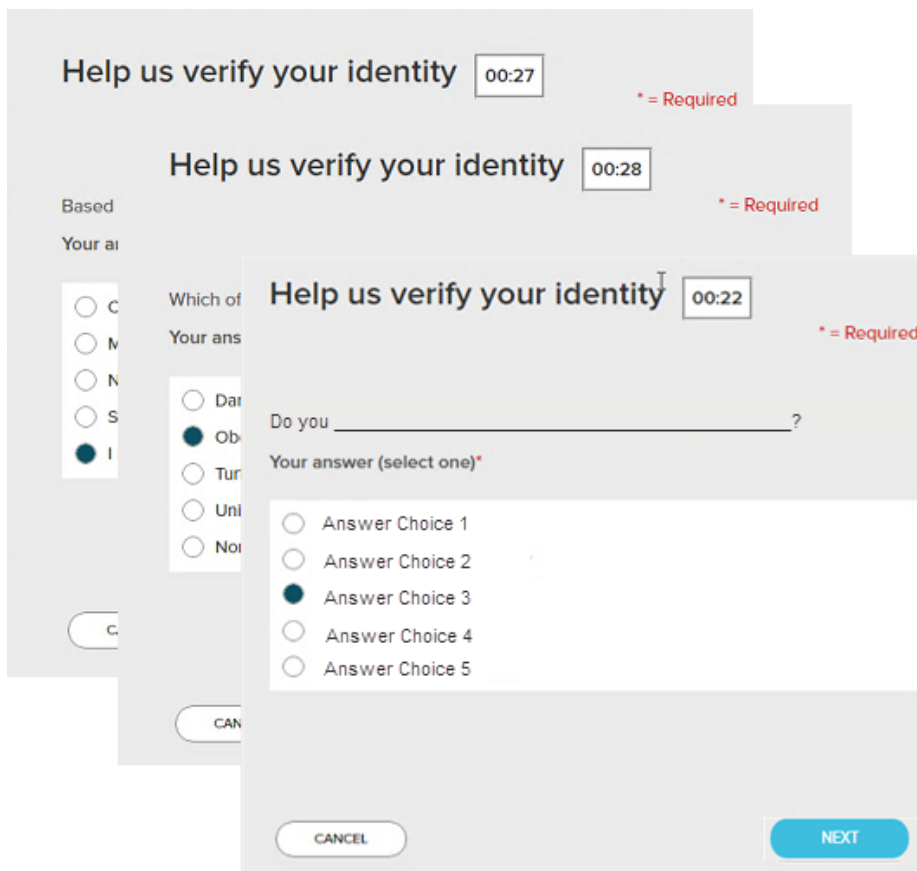 Help us verify your identity 00:27
* = Required
Based
Your
Help us verify your identity 00:28
* = Required
Which of
Your
CAN
Help us verify your identity 00:22
* = Required
Do you ?
Your answer (select one)*
Answer Choice 1
Answer Choice 2
Answer Choice 3
Answer Choice 4
Answer Choice 5
CANCEL NEXT